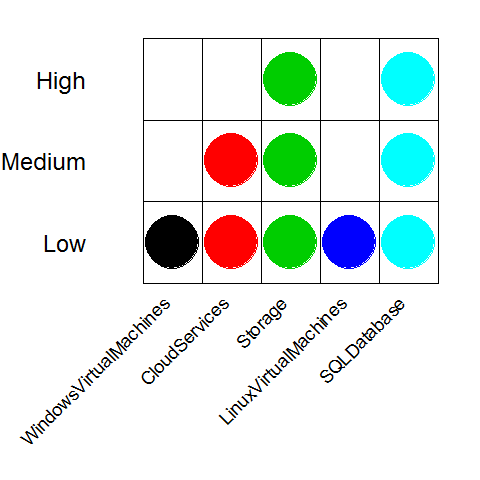 High
Medium
Low
WindowsVirtualMachines
CloudServices
Storage
LinuxVirtualMachines
SQLDatabase